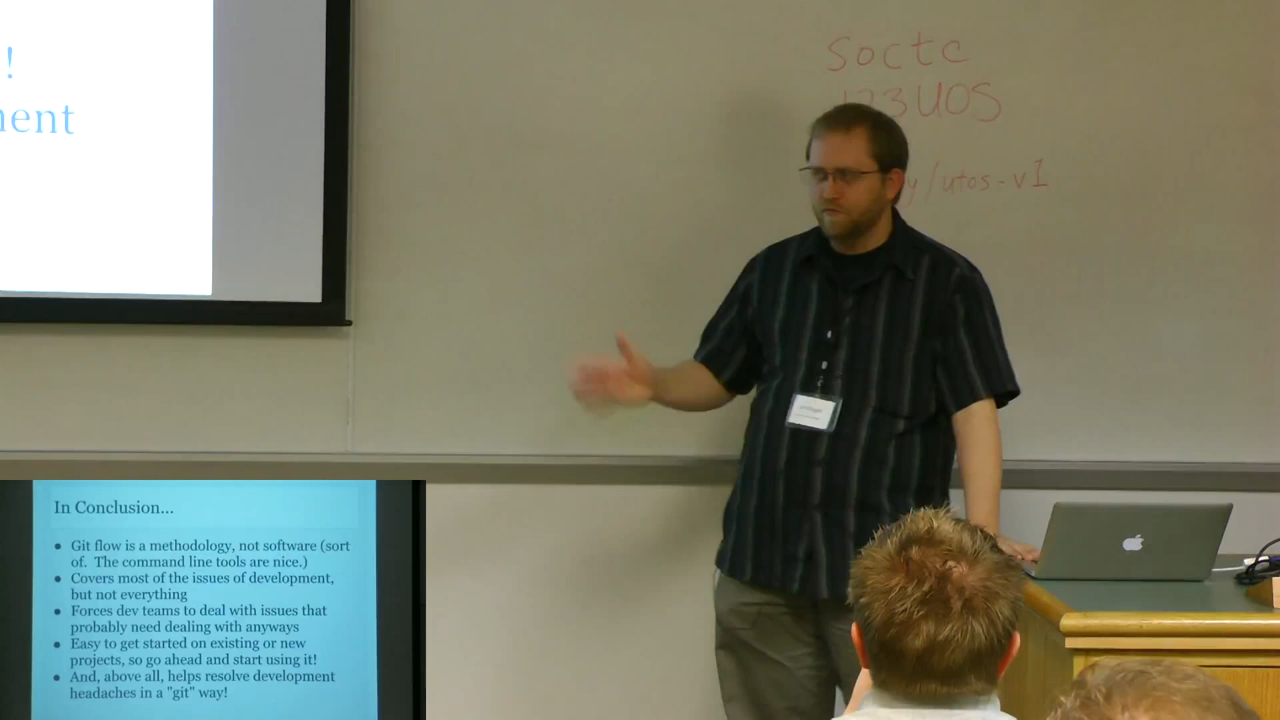 !
ent
soctc
123UOS
y/utos-v1
In Conclusion...
• Git flow is a methodology, not software (sort
of. The command line tools are nice.)
• Covers most of the issues of development,
but not everything
• Forces dev teams to deal with issues that
probably need dealing with anyways
• Easy to get started on existing or new
projects, so go ahead and start using it!
• And, above all, helps resolve development
headaches in a "git" way!